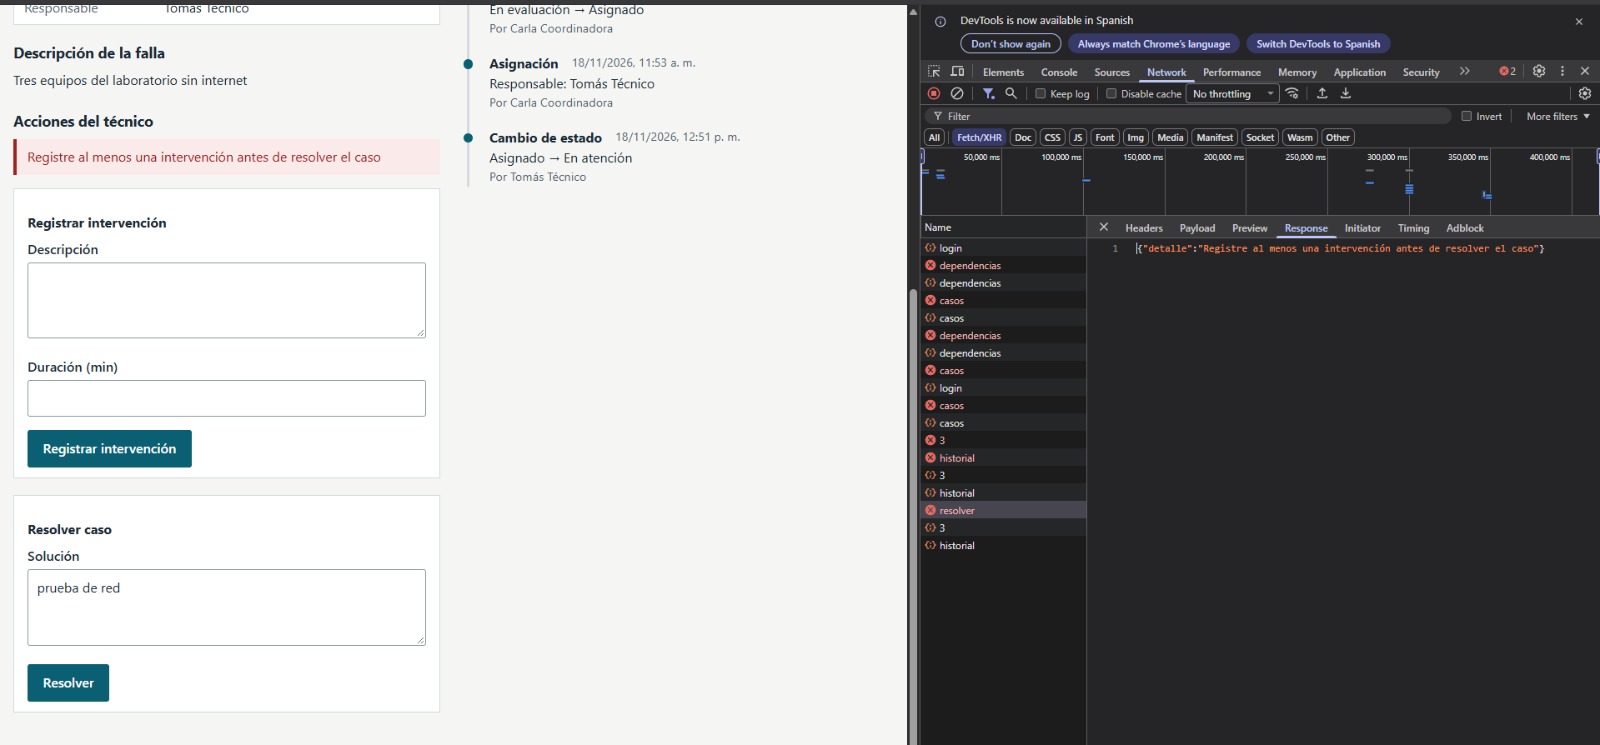 Responsable Tomás Técnico
Descripción de la falla
Tres equipos del laboratorio sin internet
Acciones del técnico
Registre al menos una intervención antes de resolver el caso
Registrar intervención
Descripción
Duración (min)
Registrar intervención
Resolver caso
Solución
prueba de red
Resolver
En evaluación → Asignado
Por Carla Coordinadora
Asignación 18/11/2026, 11:53 a. m.
Responsable: Tomás Técnico
Por Carla Coordinadora
Cambio de estado 18/11/2026, 12:51 p. m.
Asignado → En atención
Por Tomás Técnico
DevTools is now available in Spanish
Don't show again Always match Chrome's language Switch DevTools to Spanish
Elements Console Sources Network Performance Memory Application Security 2
Keep log Disable cache No throttling
Filter Invert More filters
All Fetch/XHR Doc CSS JS Font Img Media Manifest Socket Wasm Other
50,000 ms 100,000 ms 150,000 ms 200,000 ms 250,000 ms 300,000 ms 350,000 ms 400,000 ms
Name
login
dependencias
dependencias
casos
casos
dependencias
dependencias
casos
login
casos
casos
3
historial
3
historial
resolver
3
historial
Headers Payload Preview Response Initiator Timing Adblock
1 {"detalle":"Registre al menos una intervención antes de resolver el caso"}